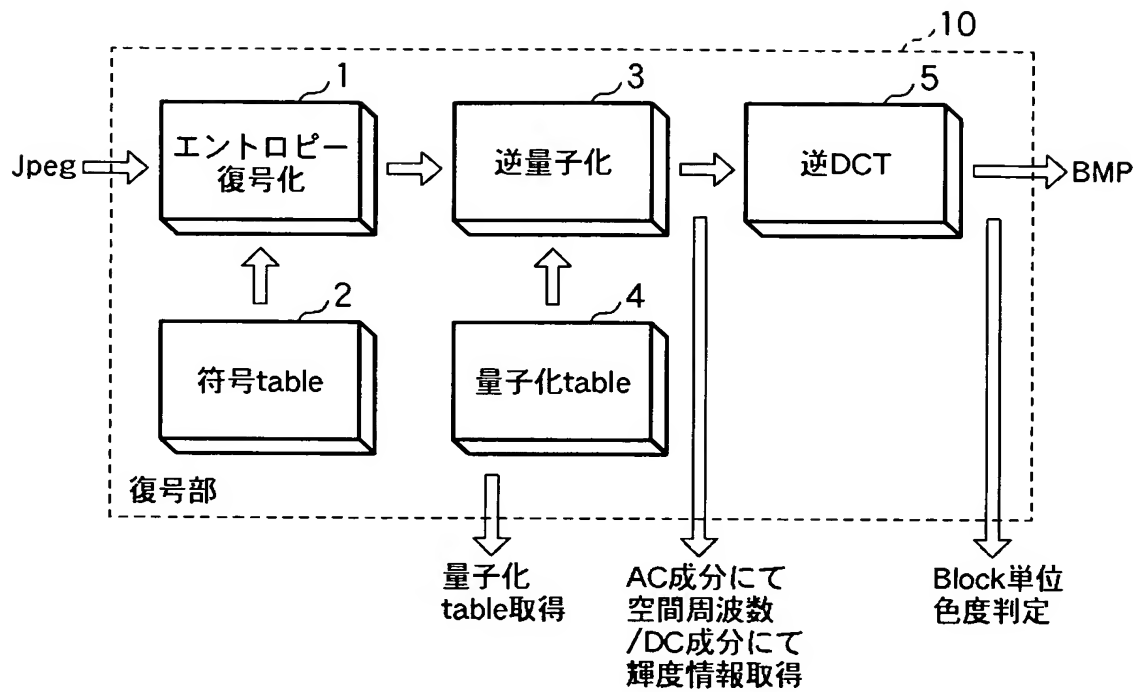 10
1
3
5
Jpeg
エントロピー
復号化
逆量子化
逆DCT
BMP
2
4
符号table
量子化table
復号部
量子化
table取得
AC成分にて
空間周波数
/DC成分にて
輝度情報取得
Block単位
色度判定